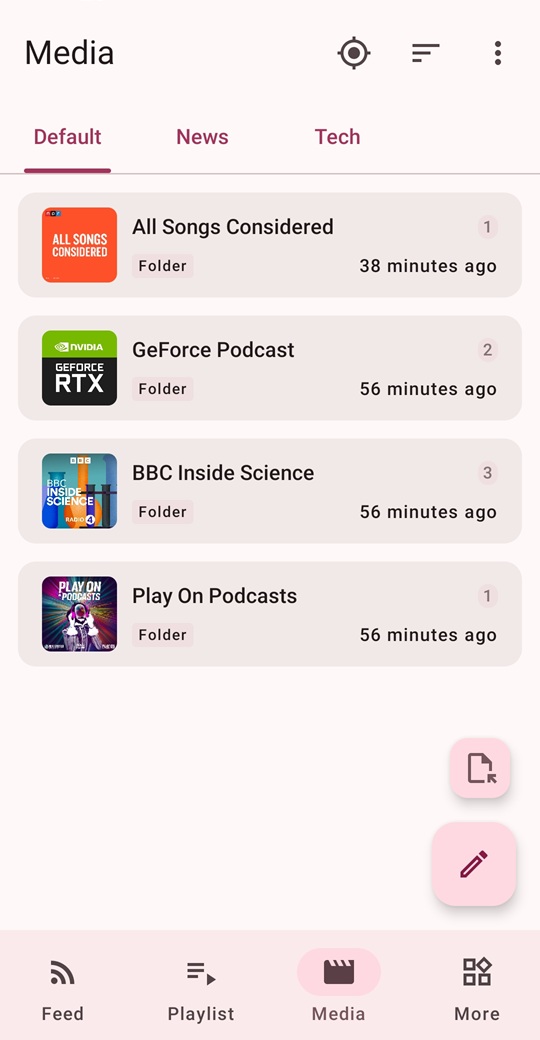 Media
Default
News
Tech
ALL SONGS
CONSIDERED
All Songs Considered
1
Folder
38 minutes ago
NVIDIA
GEFORCE
RTX
GeForce Podcast
2
Folder
56 minutes ago
BBC
BBC
INSIDE
SCIENCE
RADIO 4
BBC Inside Science
3
Folder
56 minutes ago
PLAY ON
PODCASTS
Play On Podcasts
1
Folder
56 minutes ago
Feed
Playlist
Media
More